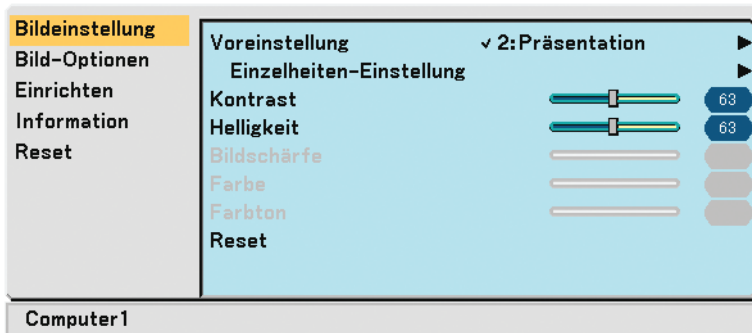 Bildeinstellung
Bild-Optionen
Einrichten
Information
Reset
Voreinstellung ✓ 2:Präsentation ▶
Einzelheiten-Einstellung ▶
Kontrast 63
Helligkeit 63
Bildschärfe
Farbe
Farbton
Reset
Computer1